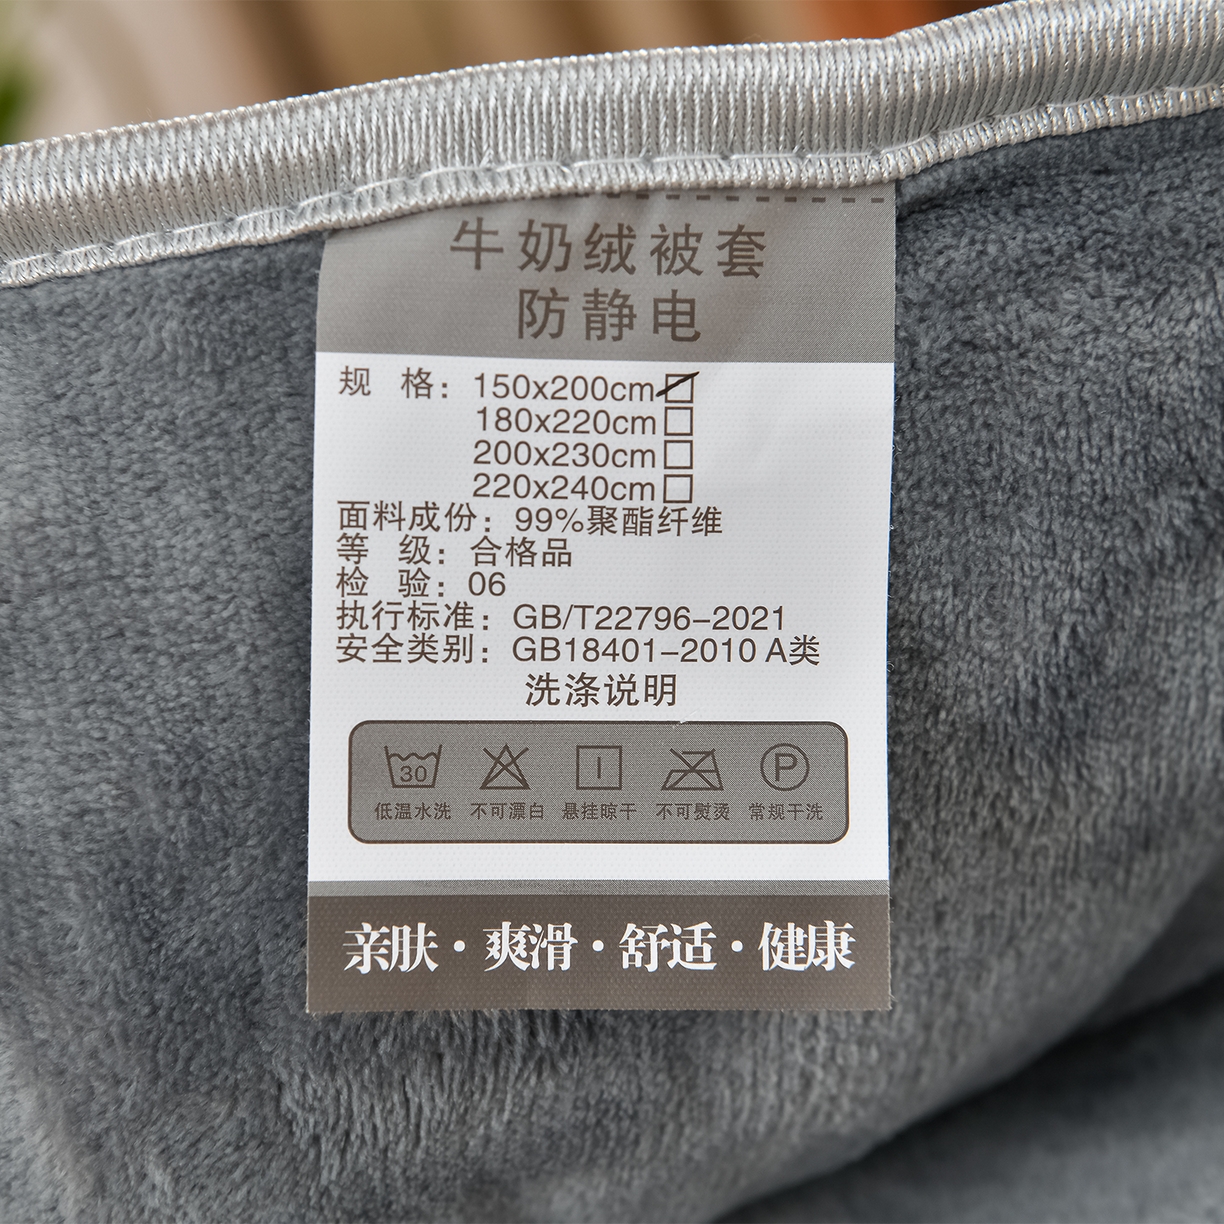 牛奶绒被套
防静电
规 格：150x200cm☑
180x220cm□
200x230cm□
220x240cm□
面料成份：99%聚酯纤维
等 级：合格品
检 验：06
执行标准：GB/T22796-2021
安全类别：GB18401-2010 A类
洗涤说明
30 P
低温水洗 不可漂白 悬挂晾干 不可熨烫 常规干洗
亲肤·爽滑·舒适·健康